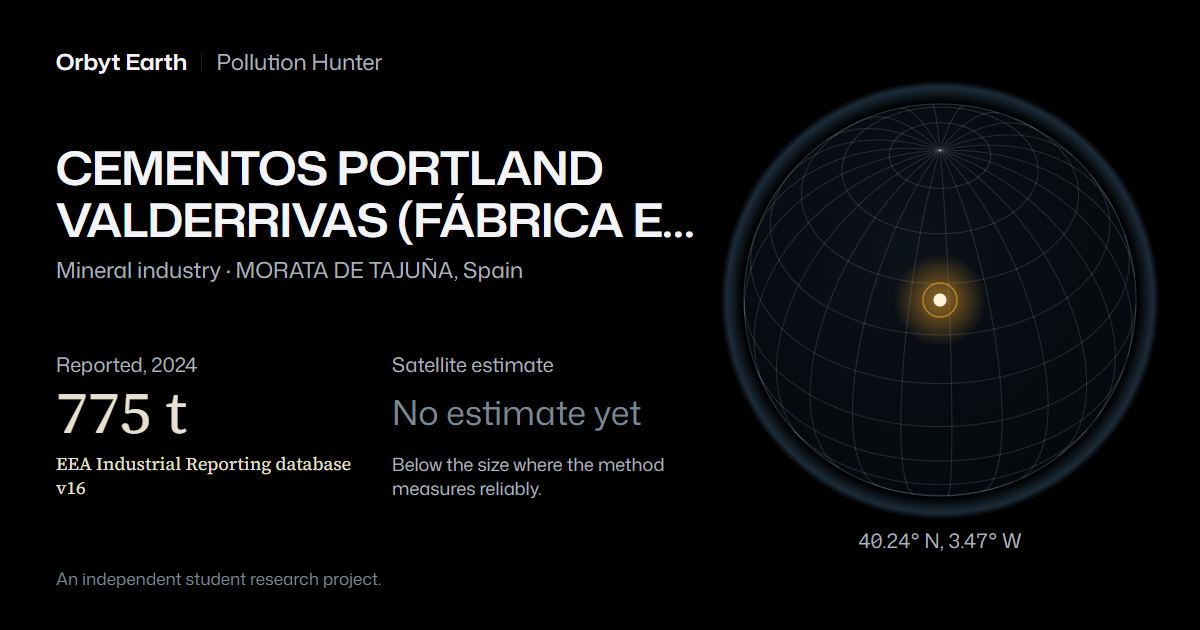 Orbyt Earth | Pollution Hunter
CEMENTOS PORTLAND
VALDERRIVAS (FÁBRICA E...
Mineral industry · MORATA DE TAJUÑA, Spain
Reported, 2024
775 t
EEA Industrial Reporting database
v16
Satellite estimate
No estimate yet
Below the size where the method
measures reliably.
40.24° N, 3.47° W
An independent student research project.